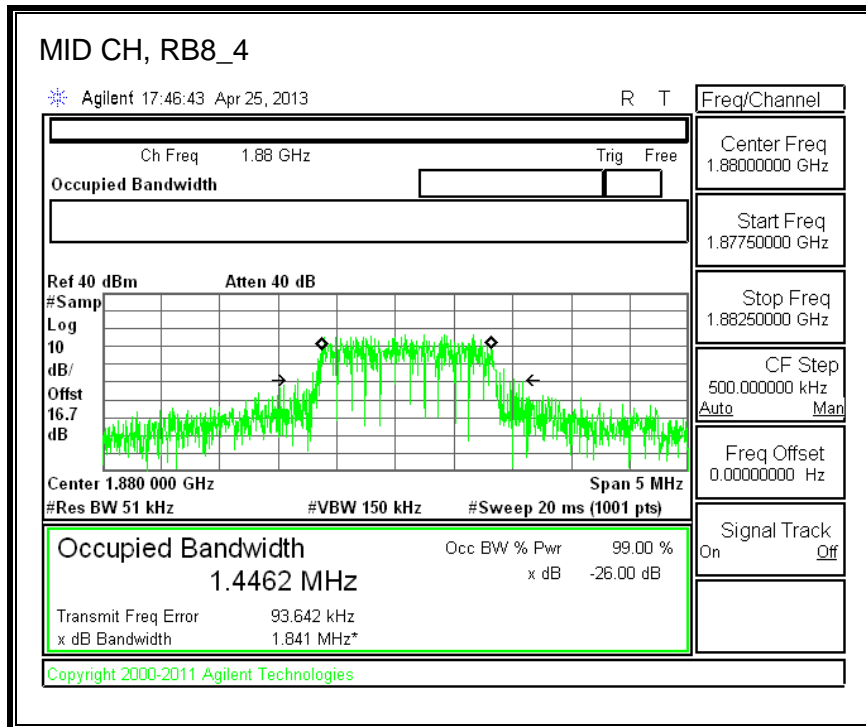 MID CH, RB8_4
Agilent 17:46:43 Apr 25, 2013 R T
Freq/Channel
Ch Freq 1.88 GHz Trig Free
Occupied Bandwidth
Center Freq
1.88000000 GHz
Start Freq
1.87750000 GHz
Stop Freq
1.88250000 GHz
CF Step
500.000000 kHz
Auto Man
Freq Offset
0.00000000 Hz
Signal Track
On Off
Ref 40 dBm Atten 40 dB
#Samp
Log
10
dB/
Offst
16.7
dB
Center 1.880 000 GHz Span 5 MHz
#Res BW 51 kHz #VBW 150 kHz #Sweep 20 ms (1001 pts)
Occupied Bandwidth Occ BW % Pwr 99.00 %
1.4462 MHz x dB -26.00 dB
Transmit Freq Error 93.642 kHz
x dB Bandwidth 1.841 MHz*
Copyright 2000-2011 Agilent Technologies